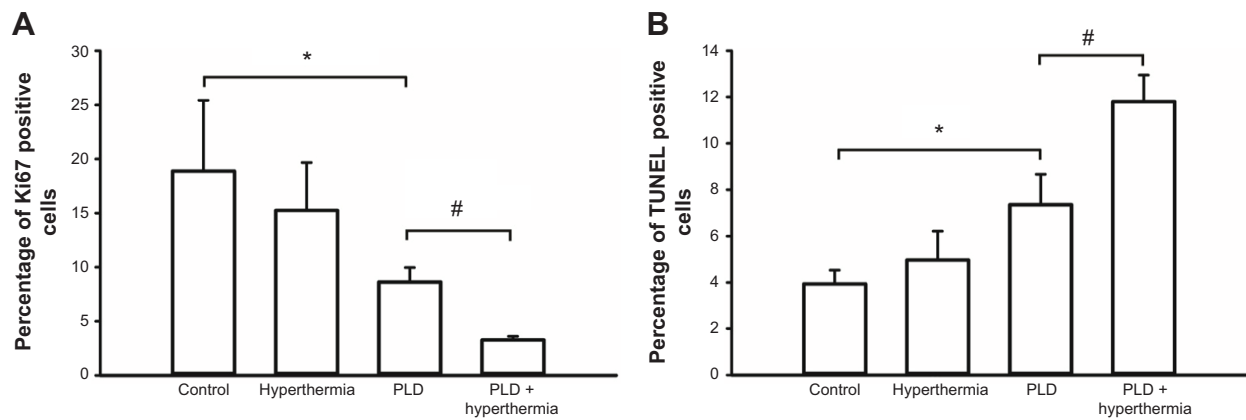 A
Percentage of Ki67 positive
cells
30
25
20
15
10
5
0
*
#
Control
Hyperthermia
PLD
PLD +
hyperthermia
B
Percentage of TUNEL positive
cells
14
12
10
8
6
4
2
0
*
#
Control
Hyperthermia
PLD
PLD +
hyperthermia